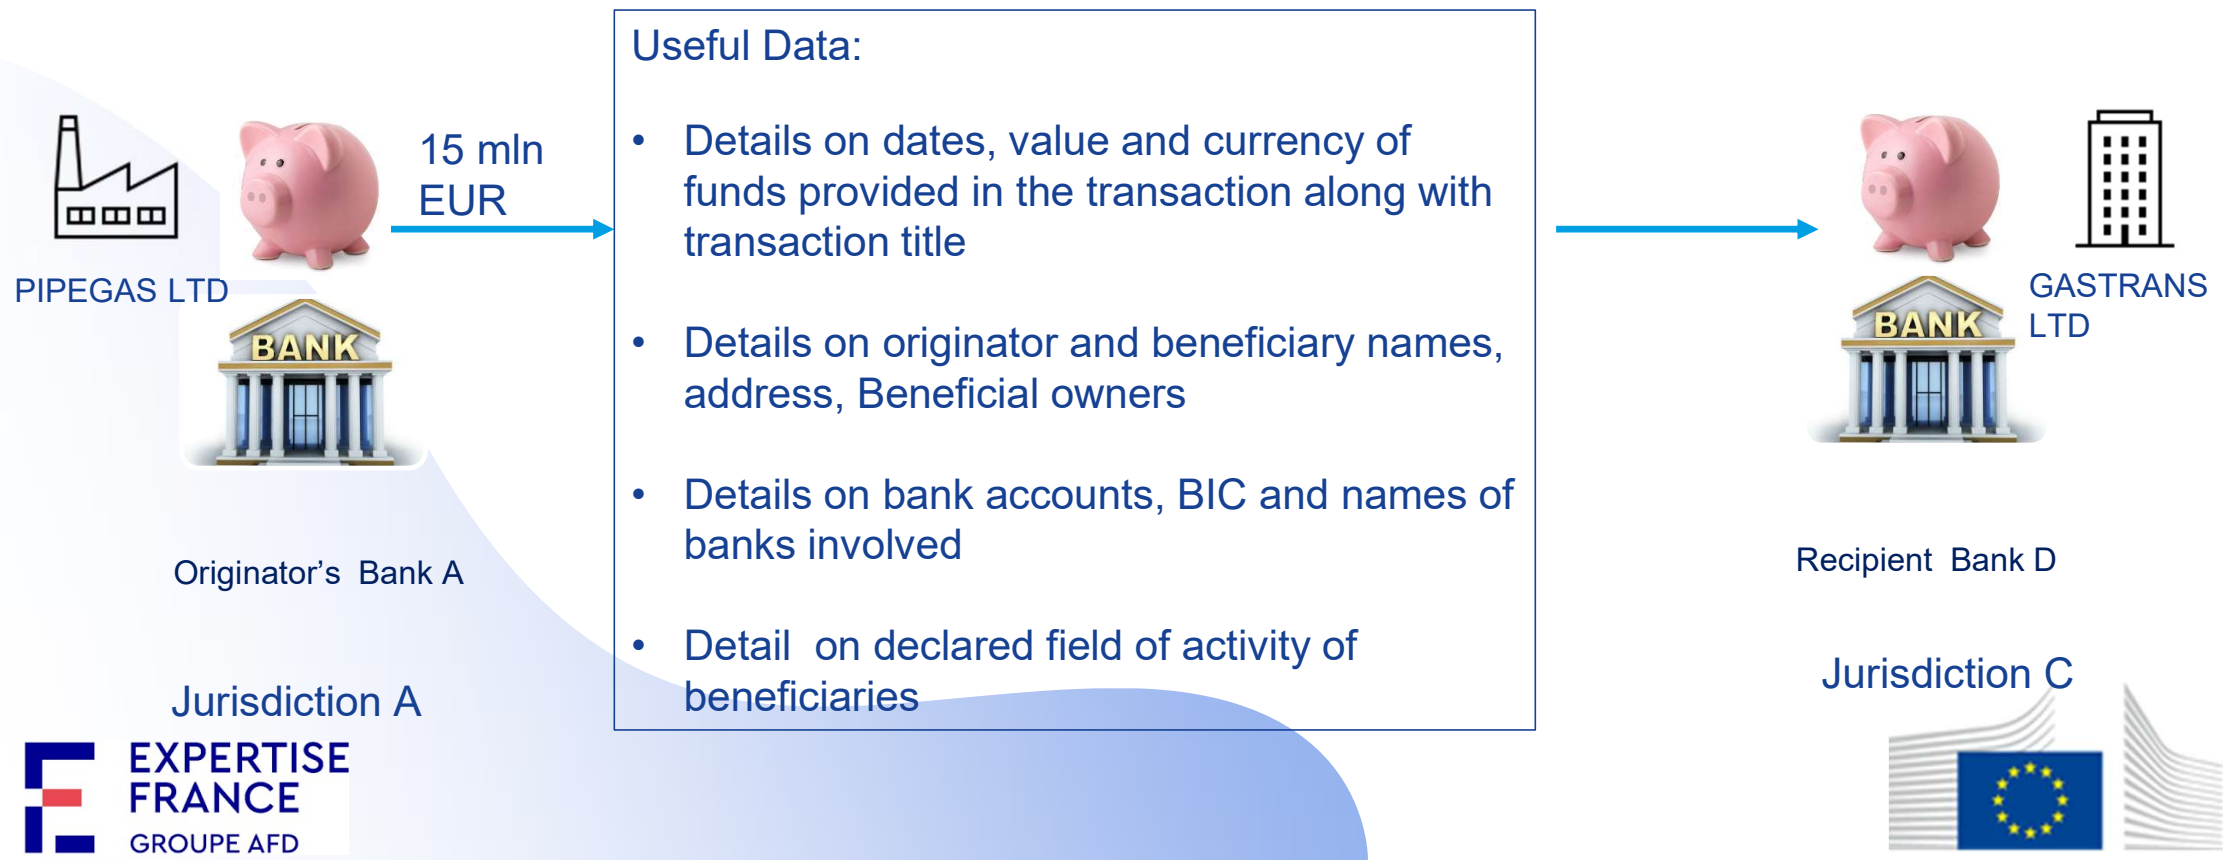 Useful Data:
15 mln
EUR
• Details on dates, value and currency of
funds provided in the transaction along with
transaction title
PIPEGAS LTD
GASTRANS
LTD
BANK
BANK
• Details on originator and beneficiary names,
address, Beneficial owners
• Details on bank accounts, BIC and names of
banks involved
Originator’s  Bank A
Recipient  Bank D
• Detail  on declared field of activity of
beneficiaries
Jurisdiction A
Jurisdiction C
EXPERTISE
FRANCE
GROUPE AFD